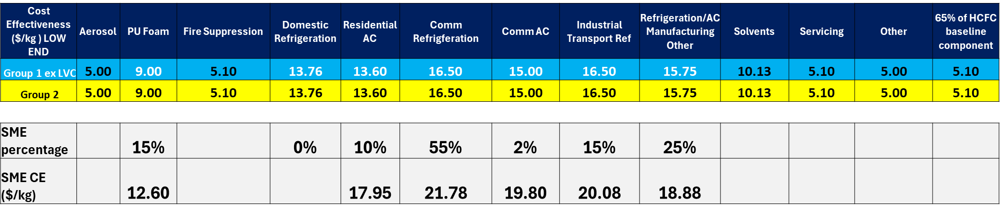 Cost Effectiveness ($/kg ) LOW END	Aerosol	PU Foam	Fire Suppression	Domestic Refrigeration	Residential AC	Comm Refrigferation	Comm AC	Industrial Transport Ref	Refrigeration/AC Manufacturing Other	Solvents	Servicing	Other	65% of HCFC baseline component
Group 1 ex LVC	5.00	9.00	5.10	13.76	13.60	16.50	15.00	16.50	15.75	10.13	5.10	5.00	5.10
Group 2	5.00	9.00	5.10	13.76	13.60	16.50	15.00	16.50	15.75	10.13	5.10	5.00	5.10
SME percentage	15%	0%	10%	55%	2%	15%	25%
SME CE ($/kg)	12.60	17.95	21.78	19.80	20.08	18.88